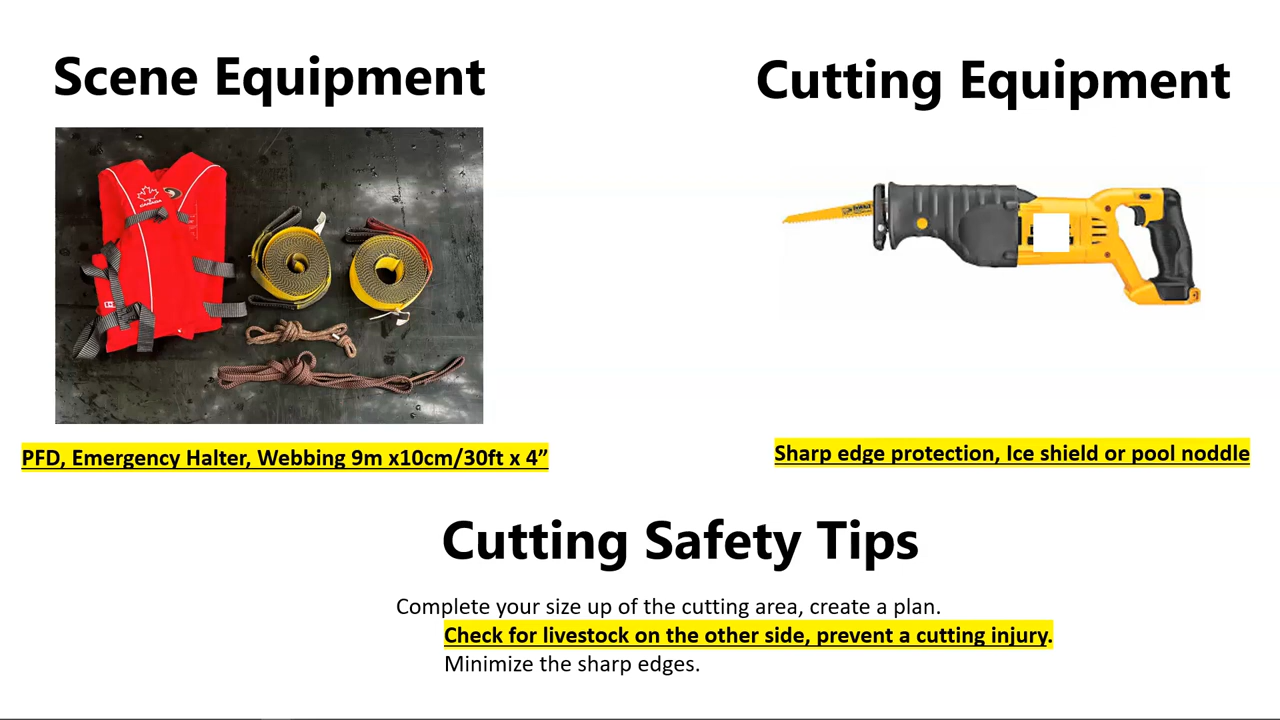 Scene Equipment
Cutting Equipment
CANADA
DEWALT
PFD, Emergency Halter, Webbing 9m x10cm/30ft x 4”
Sharp edge protection, Ice shield or pool noddle
Cutting Safety Tips
Complete your size up of the cutting area, create a plan.
Check for livestock on the other side, prevent a cutting injury.
Minimize the sharp edges.